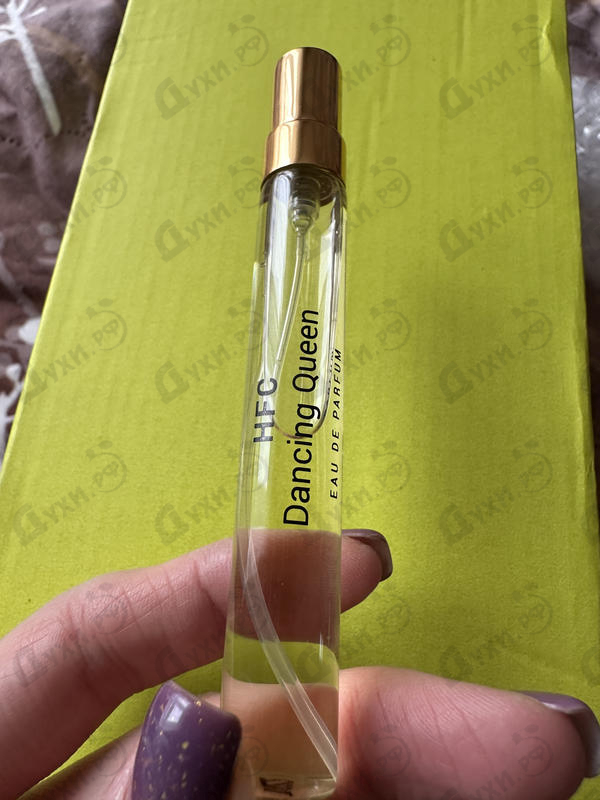 HFC
Dancing Queen
EAU DE PARFUM
Духи.рф